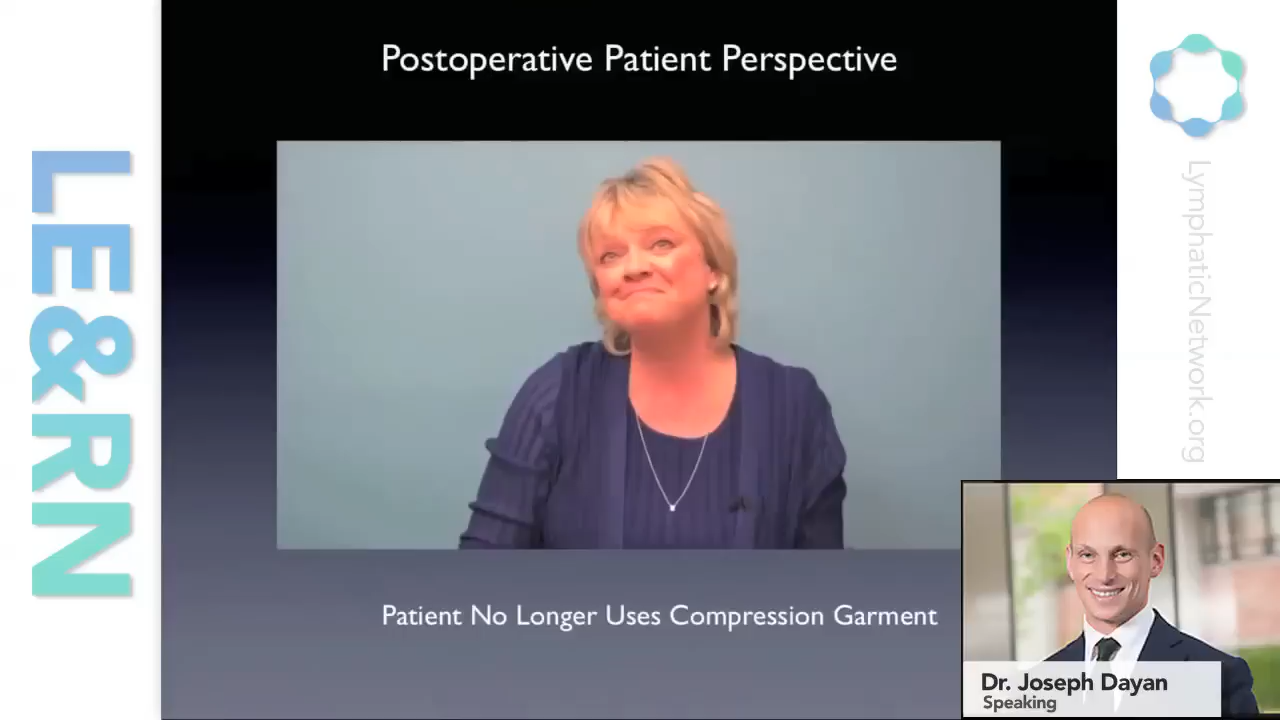 Postoperative Patient Perspective
LE&RN
LymphaticNetwork.org
Patient No Longer Uses Compression Garment
Dr. Joseph Dayan
Speaking